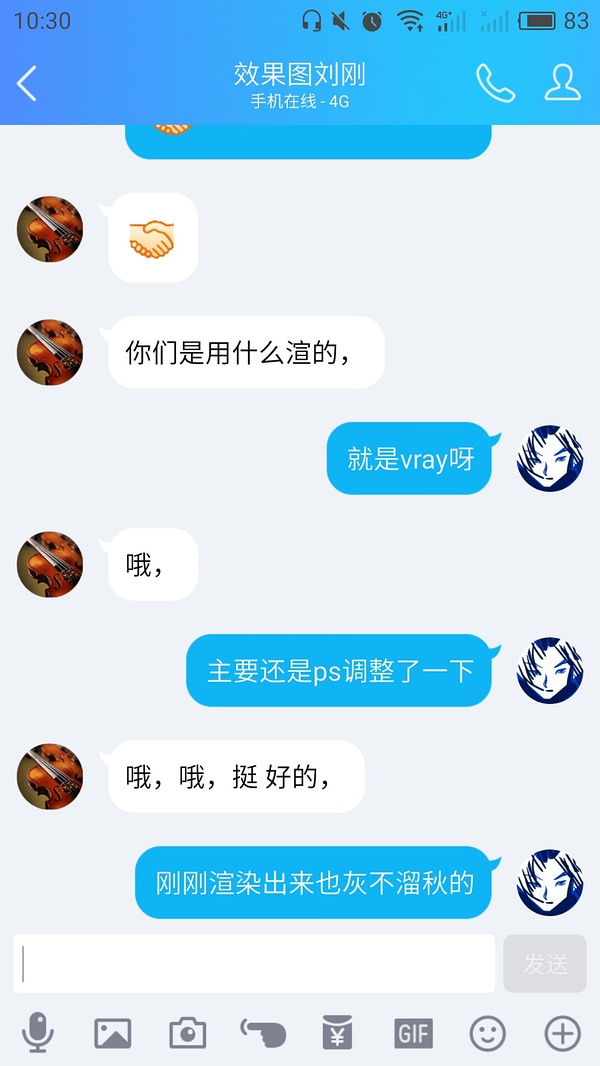 10:30
4G+
83
效果图刘刚
手机在线 - 4G
你们是用什么渲的，
就是vray呀
哦，
主要还是ps调整了一下
哦，哦，挺 好的，
刚刚渲染出来也灰不溜秋的
发送
¥
GIF